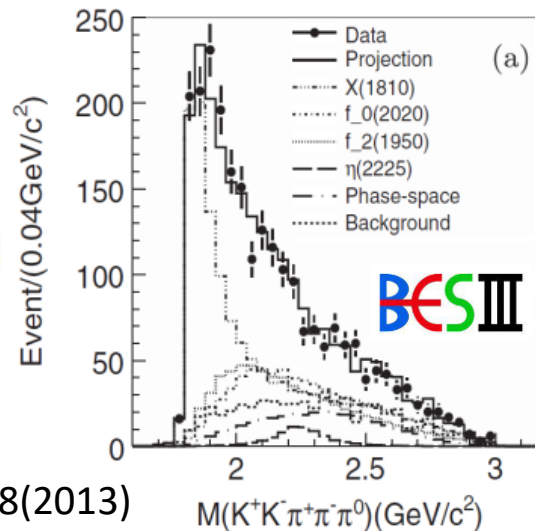 250
200
150
100
50
0
Event/(0.04GeV/c²)
Data
Projection
X(1810)
f_0(2020)
f_2(1950)
η(2225)
Phase-space
Background
(a)
BESIII
2 2.5 3
8(2013)
M(K⁺K⁻π⁺π⁻π⁰)(GeV/c²)